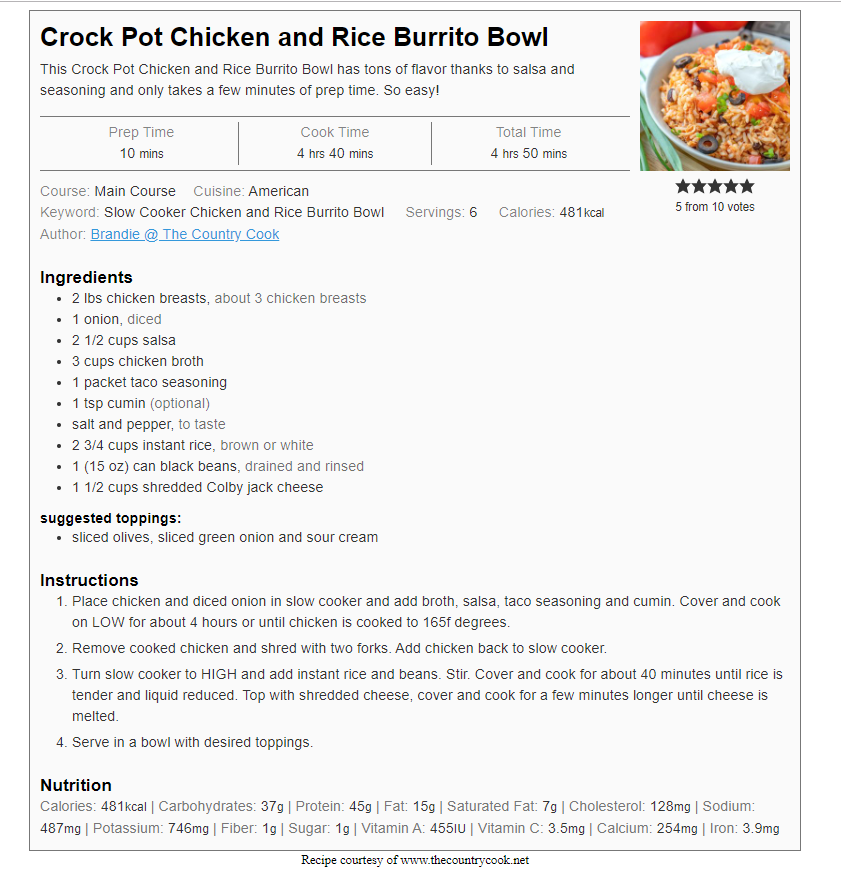 Crock Pot Chicken and Rice Burrito Bowl
This Crock Pot Chicken and Rice Burrito Bowl has tons of flavor thanks to salsa and
seasoning and only takes a few minutes of prep time. So easy!
Prep Time Cook Time Total Time
10 mins 4 hrs 40 mins 4 hrs 50 mins
5 from 10 votes
Course: Main Course Cuisine: American
Keyword: Slow Cooker Chicken and Rice Burrito Bowl Servings: 6 Calories: 481kcal
Author: Brandie @ The Country Cook
Ingredients
• 2 lbs chicken breasts, about 3 chicken breasts
• 1 onion, diced
• 2 1/2 cups salsa
• 3 cups chicken broth
• 1 packet taco seasoning
• 1 tsp cumin (optional)
• salt and pepper, to taste
• 2 3/4 cups instant rice, brown or white
• 1 (15 oz) can black beans, drained and rinsed
• 1 1/2 cups shredded Colby jack cheese
suggested toppings:
• sliced olives, sliced green onion and sour cream
Instructions
1. Place chicken and diced onion in slow cooker and add broth, salsa, taco seasoning and cumin. Cover and cook
on LOW for about 4 hours or until chicken is cooked to 165f degrees.
2. Remove cooked chicken and shred with two forks. Add chicken back to slow cooker.
3. Turn slow cooker to HIGH and add instant rice and beans. Stir. Cover and cook for about 40 minutes until rice is
tender and liquid reduced. Top with shredded cheese, cover and cook for a few minutes longer until cheese is
melted.
4. Serve in a bowl with desired toppings.
Nutrition
Calories: 481kcal | Carbohydrates: 37g | Protein: 45g | Fat: 15g | Saturated Fat: 7g | Cholesterol: 128mg | Sodium:
487mg | Potassium: 746mg | Fiber: 1g | Sugar: 1g | Vitamin A: 455IU | Vitamin C: 3.5mg | Calcium: 254mg | Iron: 3.9mg
Recipe courtesy of www.thecountrycook.net